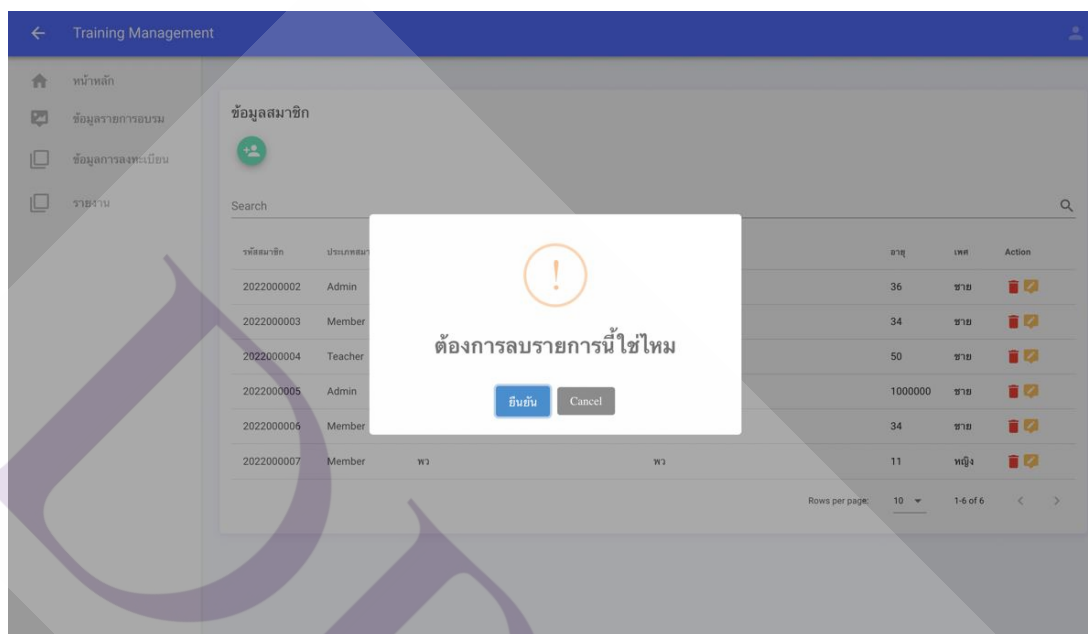 Training Management
หน้าหลัก
ข้อมูลรายการอบรม
ข้อมูลการลงทะเบียน
รายงาน
ข้อมูลสมาชิก
Search
รหัสสมาชิก อายุ เพศ Action
2022000002 Admin 36 ชาย
2022000003 Member 34 ชาย
2022000004 Teacher 50 ชาย
2022000005 Admin 1000000 ชาย
2022000006 Member 34 ชาย
2022000007 Member พว พว 11 หญิง
Rows per page: 10 1-6 of 6
!
ต้องการลบรายการนี้ใช่ไหม
ยืนยัน Cancel